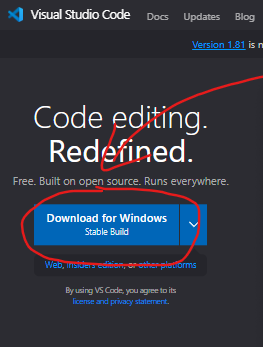 Visual Studio Code Docs Updates Blog
Version 1.81 is n
Code editing.
Redefined.
Free. Built on open source. Runs everywhere.
Download for Windows
Stable Build
Web, Insiders edition, or other platforms
By using VS Code, you agree to its
license and privacy statement.